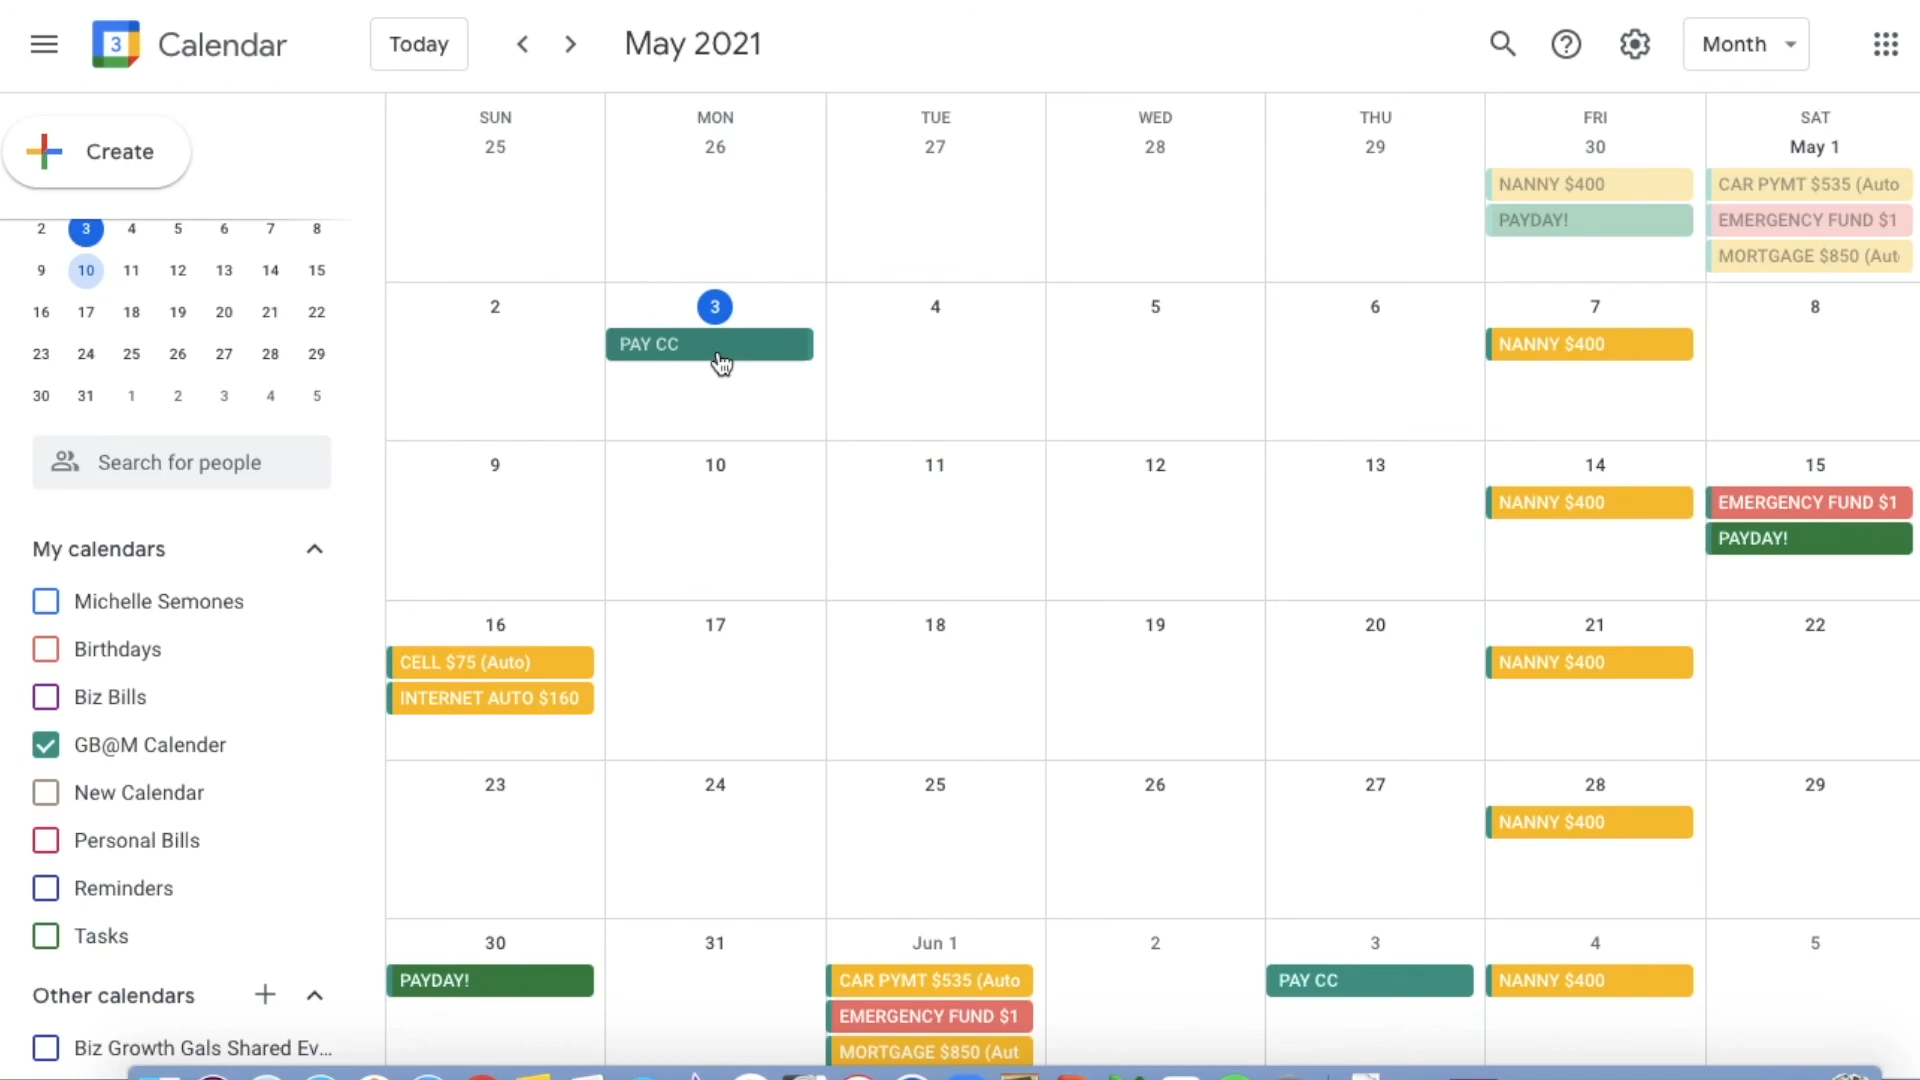 3 Calendar Today May 2021 Month
Create
2 3 4 5 6 7 8
9 10 11 12 13 14 15
16 17 18 19 20 21 22
23 24 25 26 27 28 29
30 31 1 2 3 4 5
Search for people
My calendars
Michelle Semones
Birthdays
Biz Bills
GB@M Calender
New Calendar
Personal Bills
Reminders
Tasks
Other calendars
Biz Growth Gals Shared Ev...
SUN MON TUE WED THU FRI SAT
25 26 27 28 29 30 May 1
NANNY $400 CAR PYMT $535 (Auto
PAYDAY! EMERGENCY FUND $1
MORTGAGE $850 (Aut
2 3 4 5 6 7 8
PAY CC NANNY $400
9 10 11 12 13 14 15
NANNY $400 EMERGENCY FUND $1
PAYDAY!
16 17 18 19 20 21 22
CELL $75 (Auto) NANNY $400
INTERNET AUTO $160
23 24 25 26 27 28 29
NANNY $400
30 31 Jun 1 2 3 4 5
PAYDAY! CAR PYMT $535 (Auto PAY CC NANNY $400
EMERGENCY FUND $1
MORTGAGE $850 (Aut